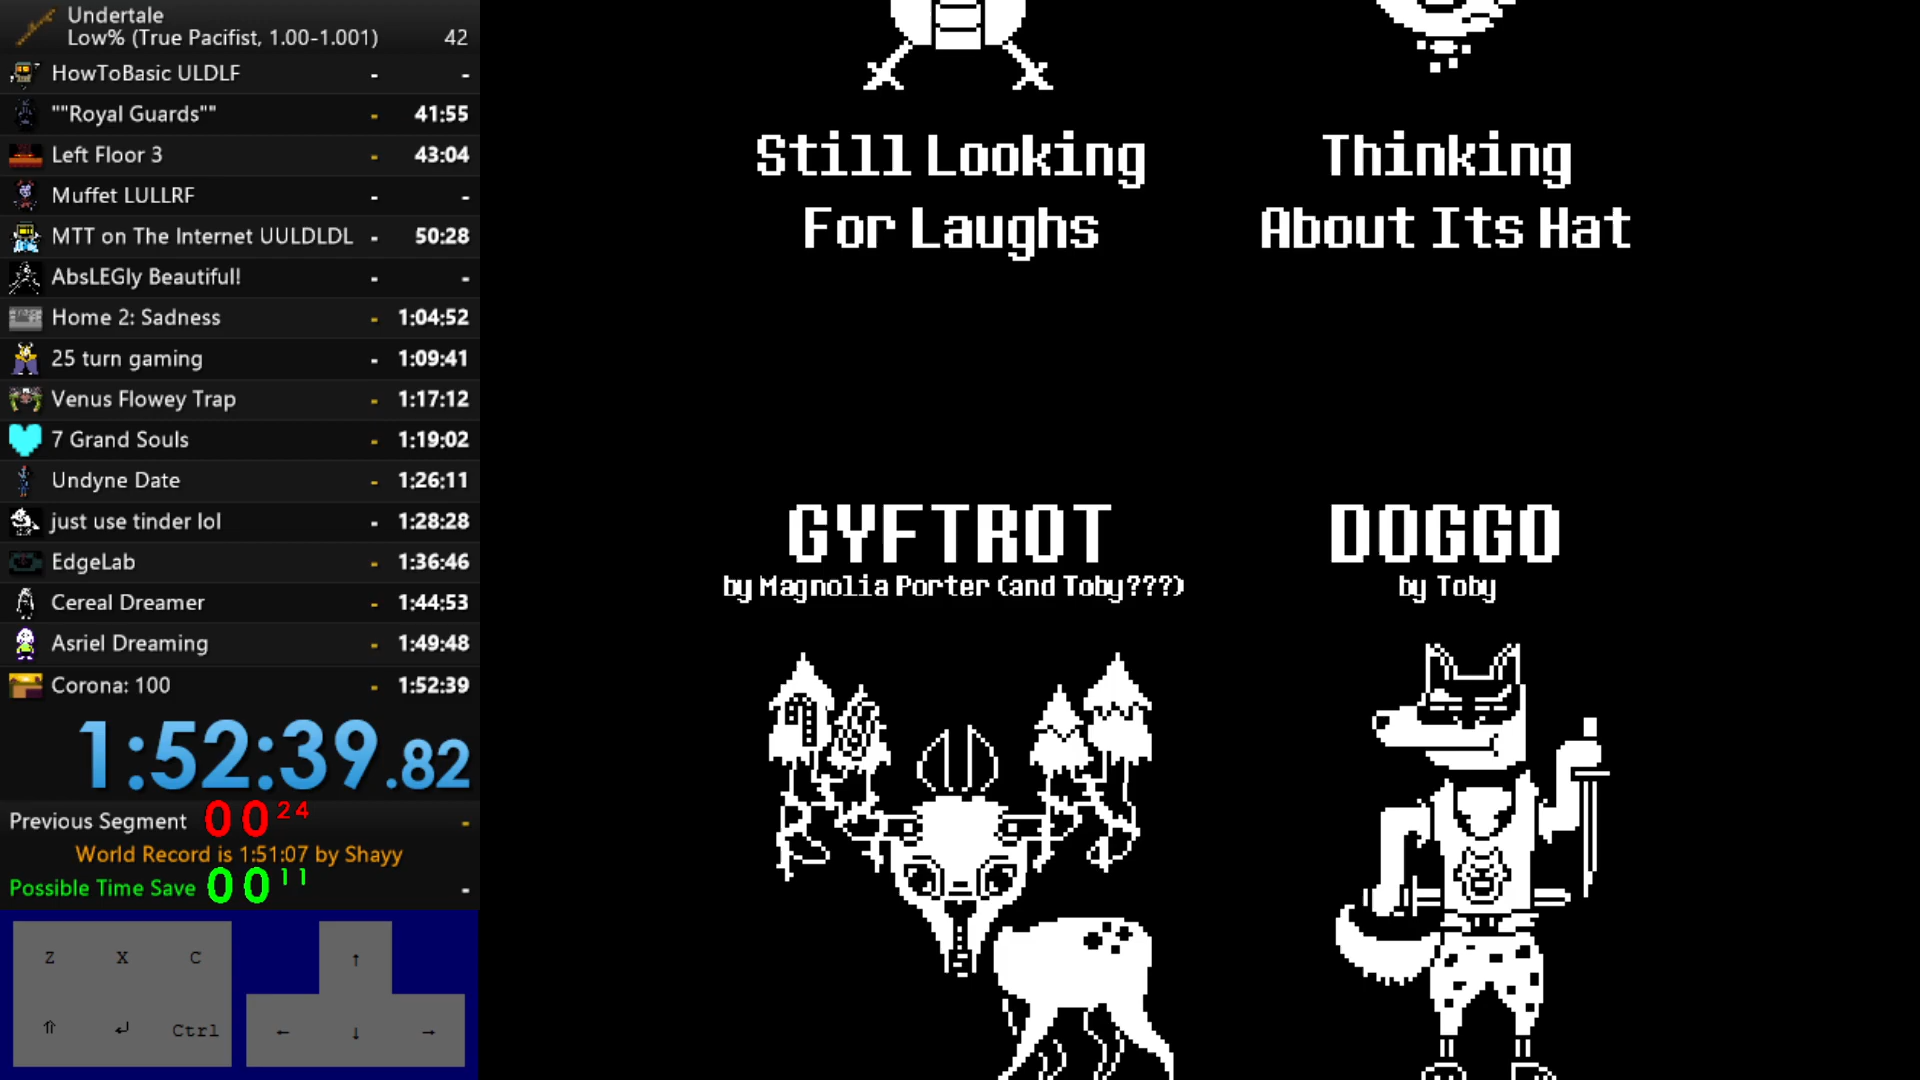 Undertale
Low% (True Pacifist, 1.00-1.001) 42
HowToBasic ULDLF - -
""Royal Guards"" - 41:55
Left Floor 3 - 43:04
Muffet LULLRF - -
MTT on The Internet UULDLDL - 50:28
AbsLEGly Beautiful! - -
Home 2: Sadness - 1:04:52
25 turn gaming - 1:09:41
Venus Flowey Trap - 1:17:12
7 Grand Souls - 1:19:02
Undyne Date - 1:26:11
just use tinder lol - 1:28:28
EdgeLab - 1:36:46
Cereal Dreamer - 1:44:53
Asriel Dreaming - 1:49:48
Corona: 100 - 1:52:39
1:52:39.82
Previous Segment 00 24 -
World Record is 1:51:07 by Shayy
Possible Time Save 00 11 -
Z X C ↑
⇧ ↵ Ctrl ← ↓ →
Still Looking
For Laughs
Thinking
About Its Hat
GYFTROT
by Magnolia Porter (and Toby???)
DOGGO
by Toby